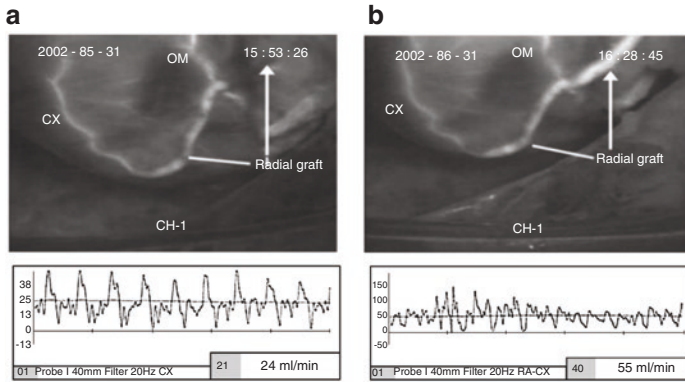 a
2002 - 85 - 31
15 : 53 : 26
OM
CX
Radial graft
CH-1
38
25
13
0
-13
01 Probe I 40mm Filter 20Hz CX
21
24 ml/min
b
2002 - 86 - 31
16 : 28 : 45
OM
CX
Radial graft
CH-1
150
100
50
0
-50
01 Probe I 40mm Filter 20Hz RA-CX
40
55 ml/min